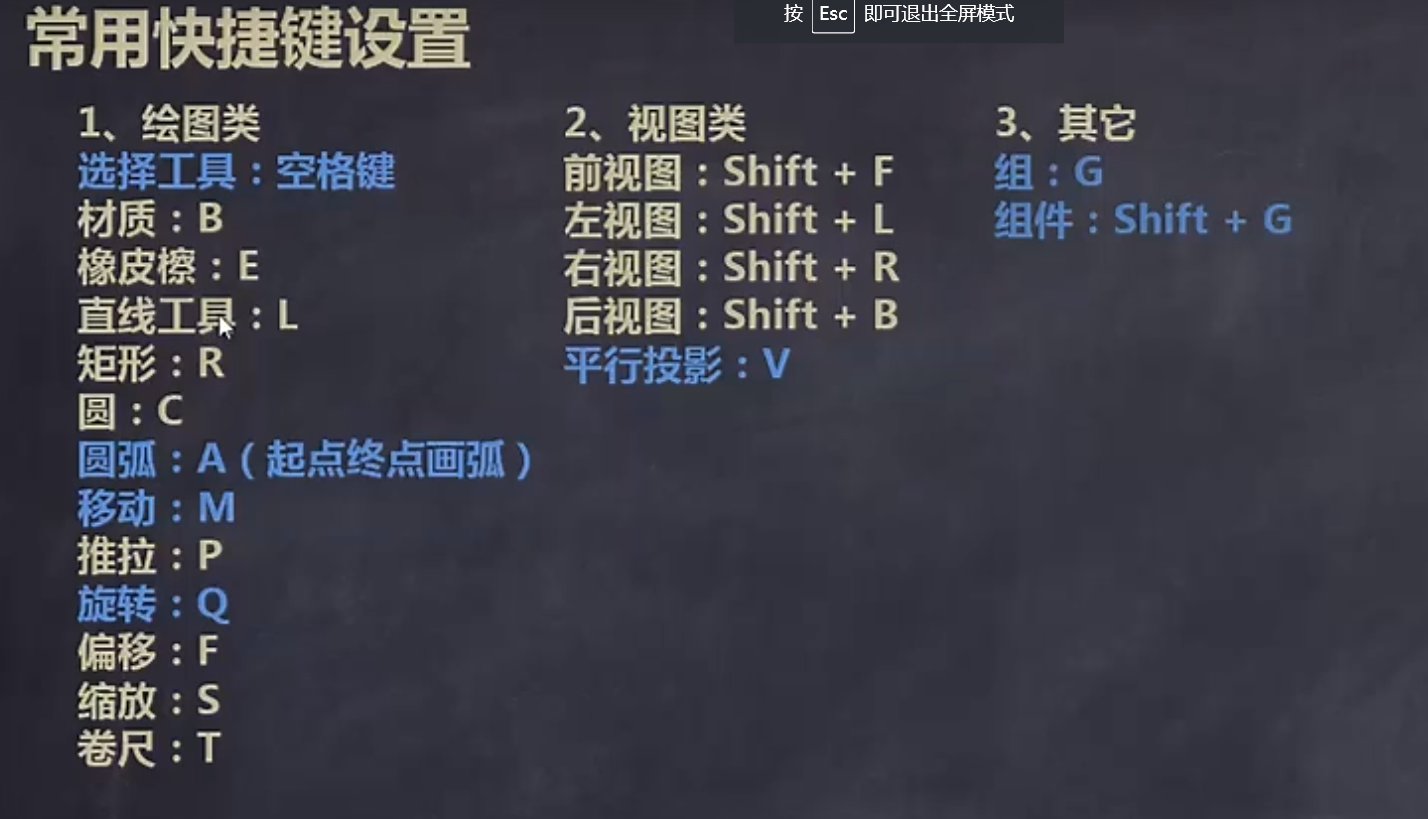 按 Esc 即可退出全屏模式
常用快捷键设置
1、绘图类
选择工具：空格键
材质：B
橡皮擦：E
直线工具：L
矩形：R
圆：C
圆弧：A（起点终点画弧）
移动：M
推拉：P
旋转：Q
偏移：F
缩放：S
卷尺：T
2、视图类
前视图：Shift + F
左视图：Shift + L
右视图：Shift + R
后视图：Shift + B
平行投影：V
3、其它
组：G
组件：Shift + G